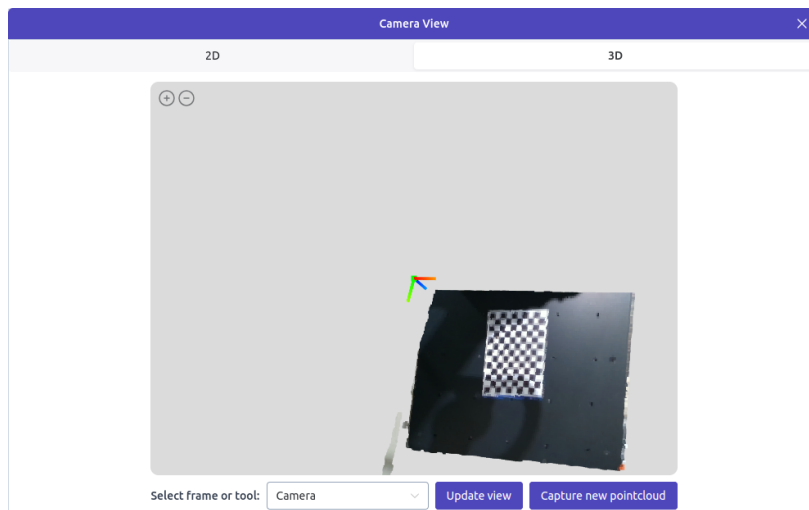 Camera View
2D
3D
Select frame or tool:
Camera
Update view
Capture new pointcloud